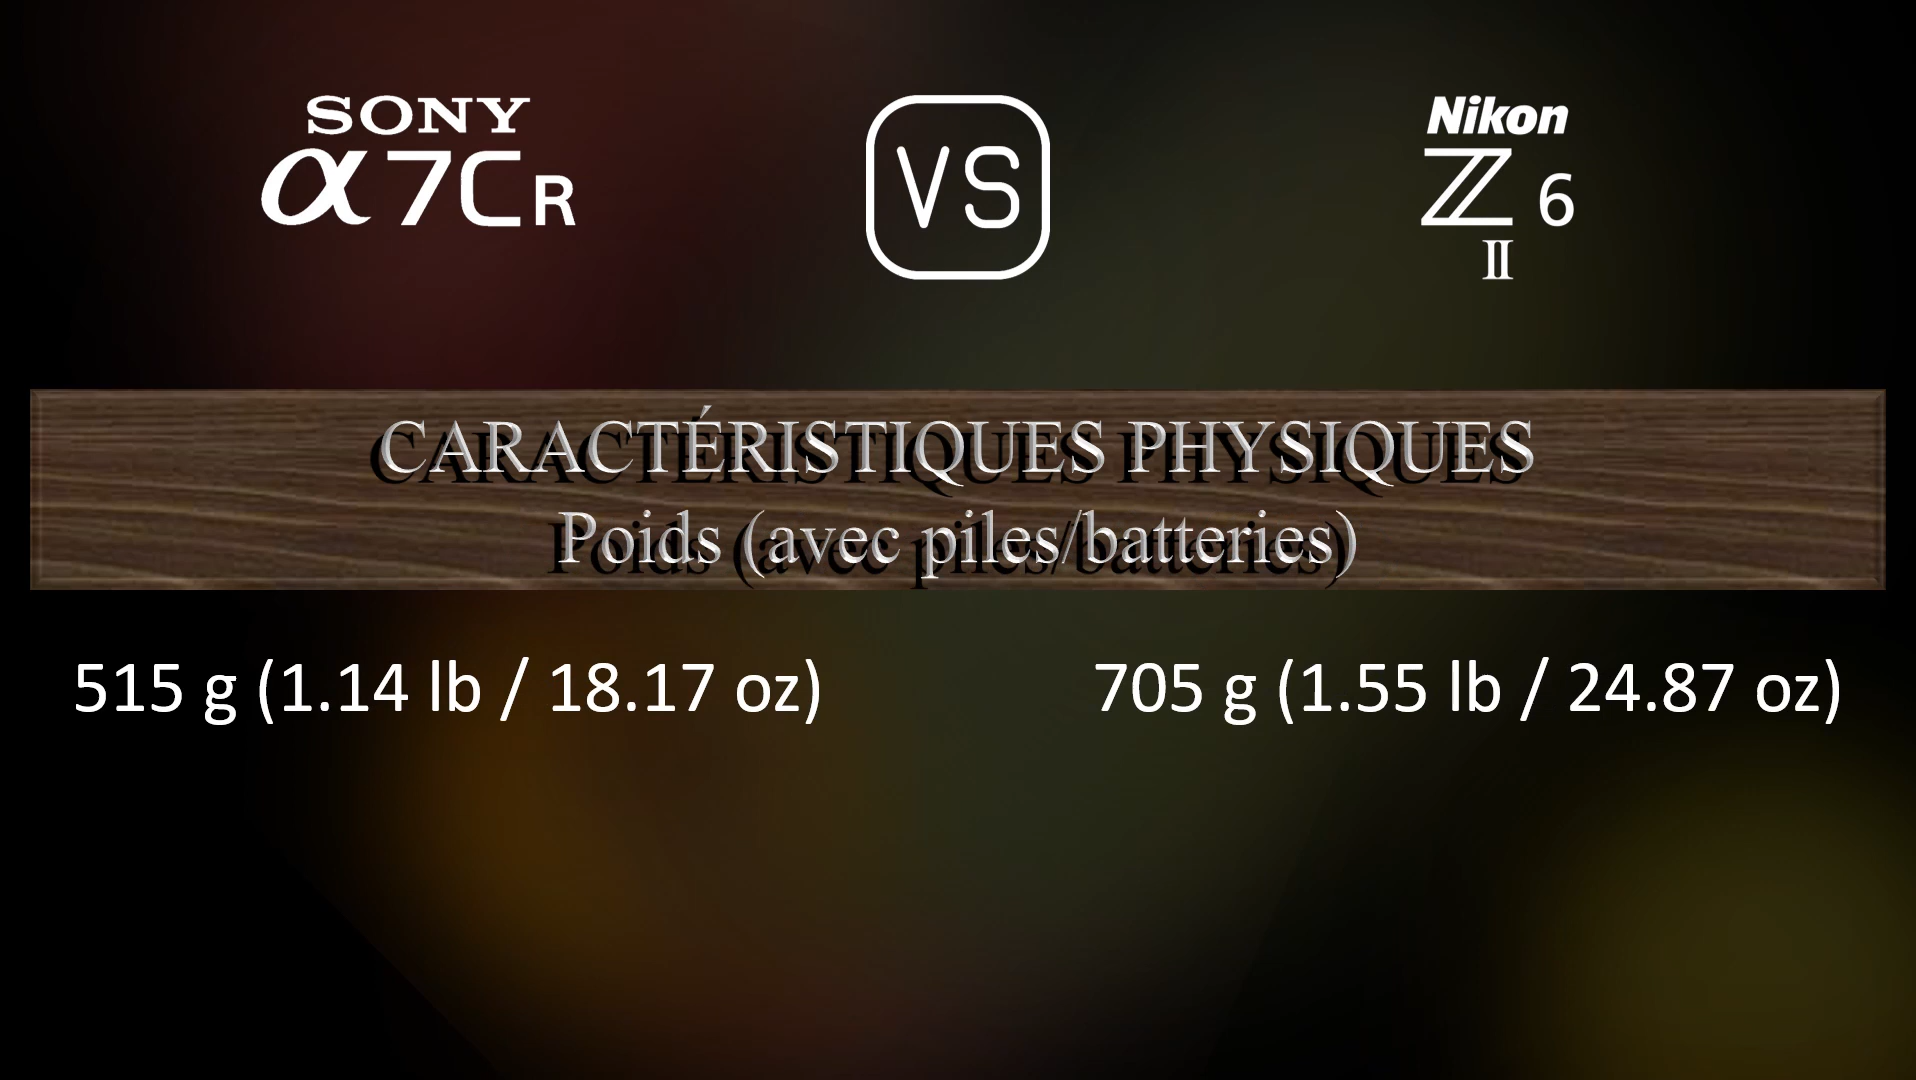 SONY
α7CR
VS
Nikon
Z 6
II
CARACTÉRISTIQUES PHYSIQUES
Poids (avec piles/batteries)
515 g (1.14 lb / 18.17 oz)
705 g (1.55 lb / 24.87 oz)